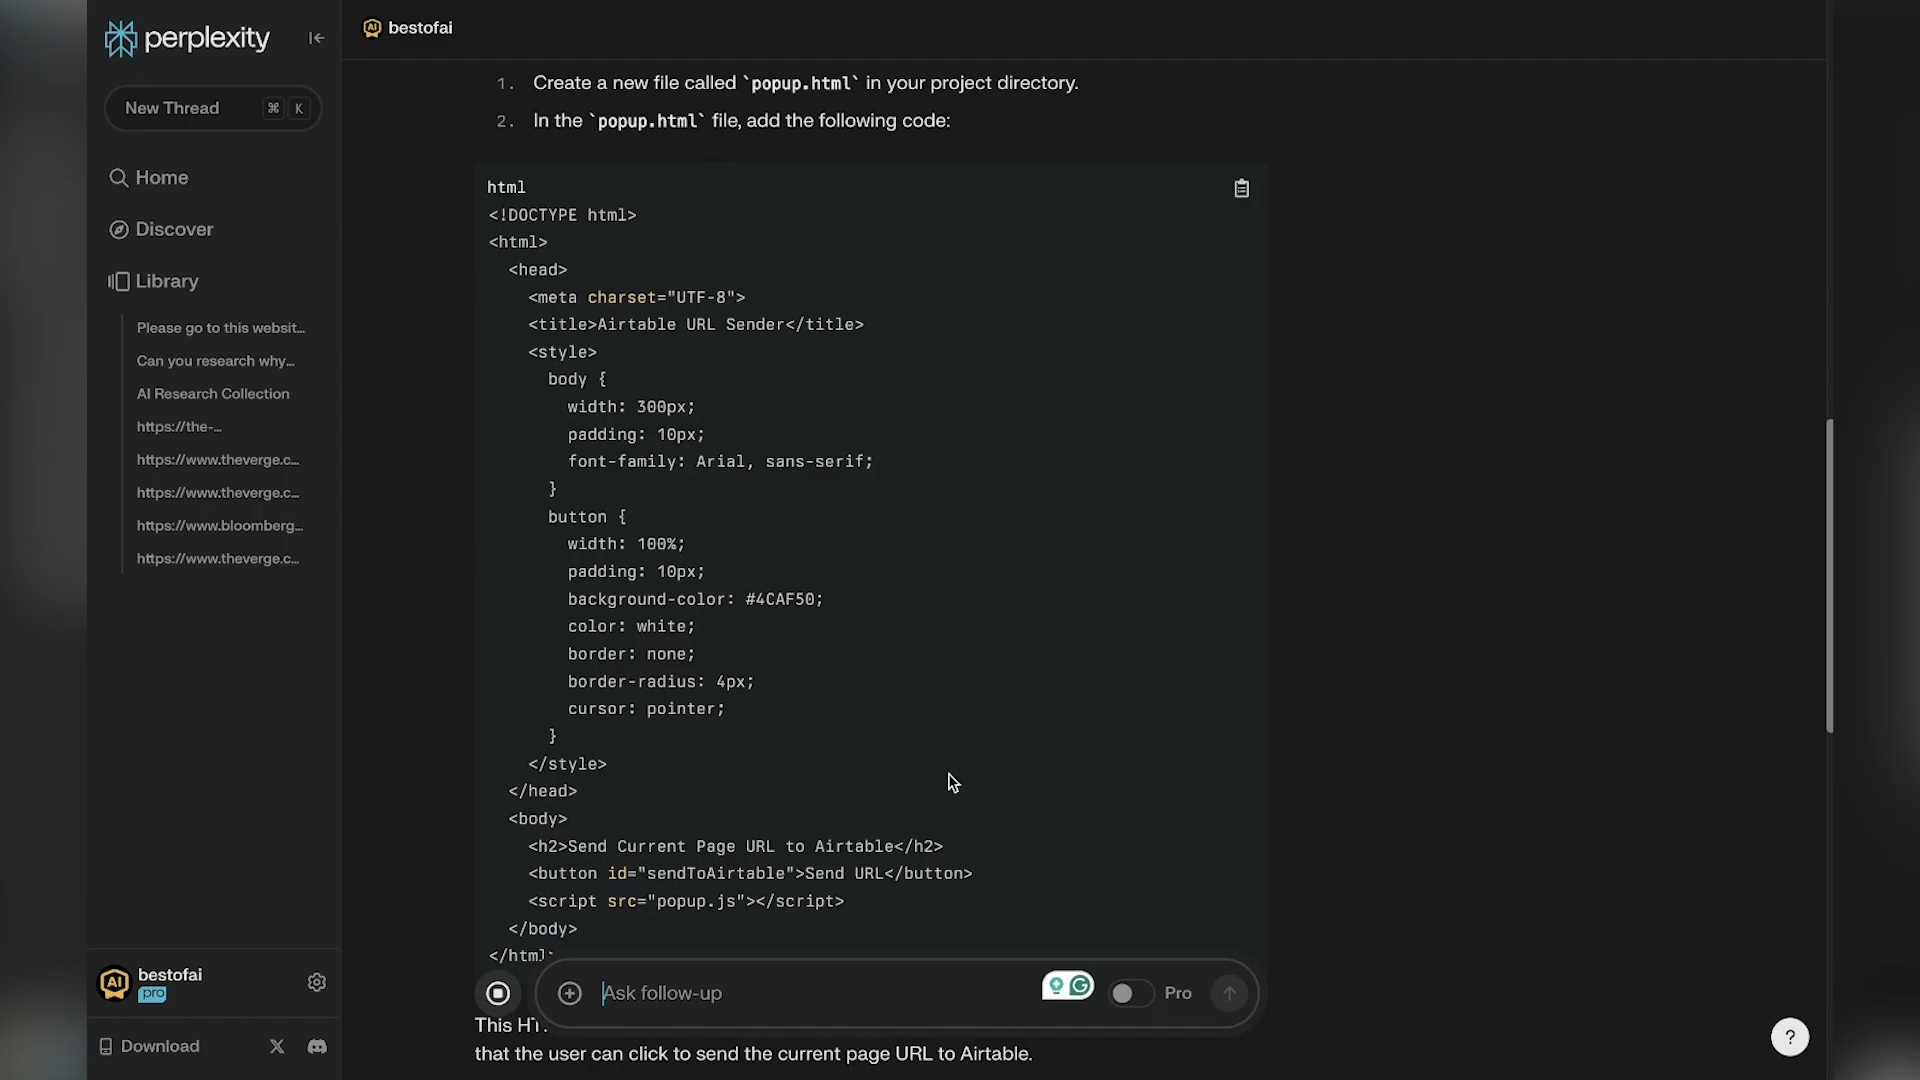 perplexity
New Thread
⌘ K
Home
Discover
Library
Please go to this websit...
Can you research why...
AI Research Collection
https://the-...
https://www.theverge.c...
https://www.theverge.c...
https://www.bloomberg...
https://www.theverge.c...
bestofai
pro
Download
AI bestofai
1. Create a new file called `popup.html` in your project directory.
2. In the `popup.html` file, add the following code:
html
<!DOCTYPE html>
<html>
<head>
<meta charset="UTF-8">
<title>Airtable URL Sender</title>
<style>
body {
width: 300px;
padding: 10px;
font-family: Arial, sans-serif;
}
button {
width: 100%;
padding: 10px;
background-color: #4CAF50;
color: white;
border: none;
border-radius: 4px;
cursor: pointer;
}
</style>
</head>
<body>
<h2>Send Current Page URL to Airtable</h2>
<button id="sendToAirtable">Send URL</button>
<script src="popup.js"></script>
</body>
</html
Ask follow-up
Pro
This
that the user can click to send the current page URL to Airtable.
?